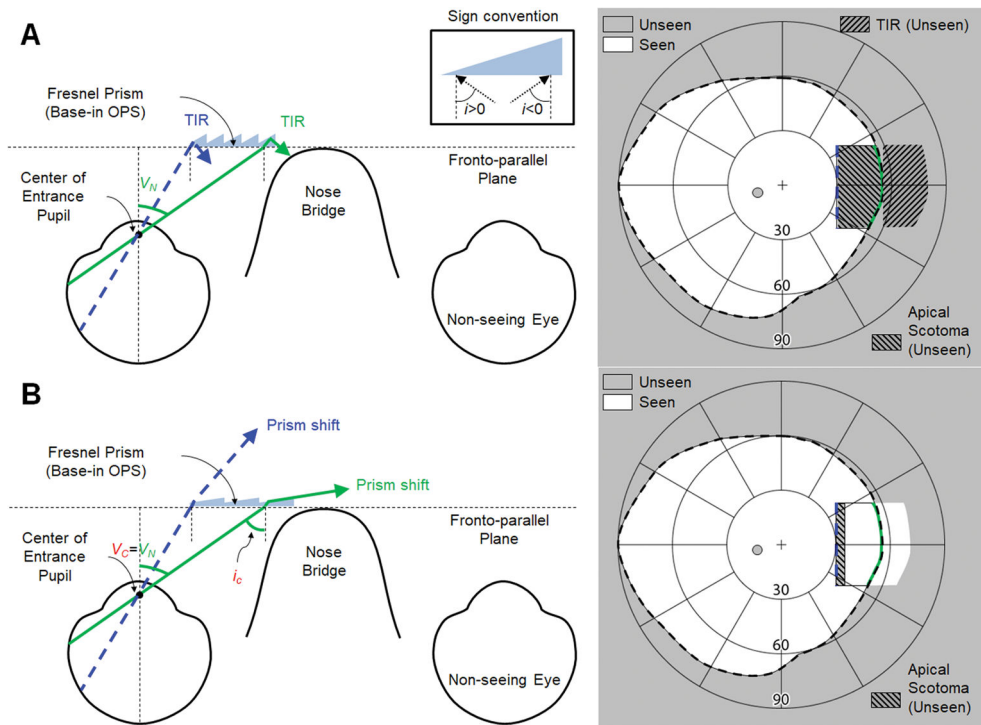 A
Sign convention
i>0
i<0
Fresnel Prism
(Base-in OPS)
TIR
TIR
Center of
Entrance
Pupil
V_N
Nose
Bridge
Fronto-parallel
Plane
Non-seeing Eye
Unseen
Seen
TIR (Unseen)
30
60
90
Apical
Scotoma
(Unseen)
B
Prism shift
Fresnel Prism
(Base-in OPS)
Prism shift
Center of
Entrance
Pupil
V_C=V_N
i_c
Nose
Bridge
Fronto-parallel
Plane
Non-seeing Eye
Unseen
Seen
30
60
90
Apical
Scotoma
(Unseen)